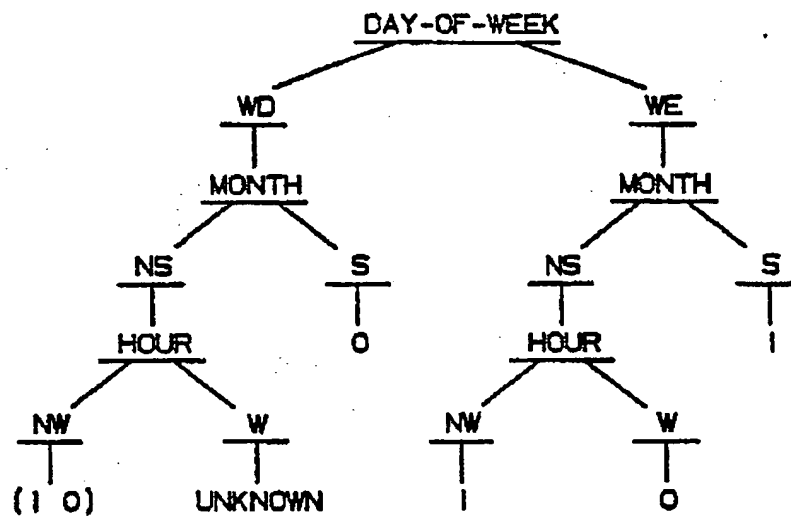 DAY-OF-WEEK
WD WE
MONTH MONTH
NS S NS S
HOUR 0 HOUR 1
NW W NW W
(1 0) UNKNOWN 1 0